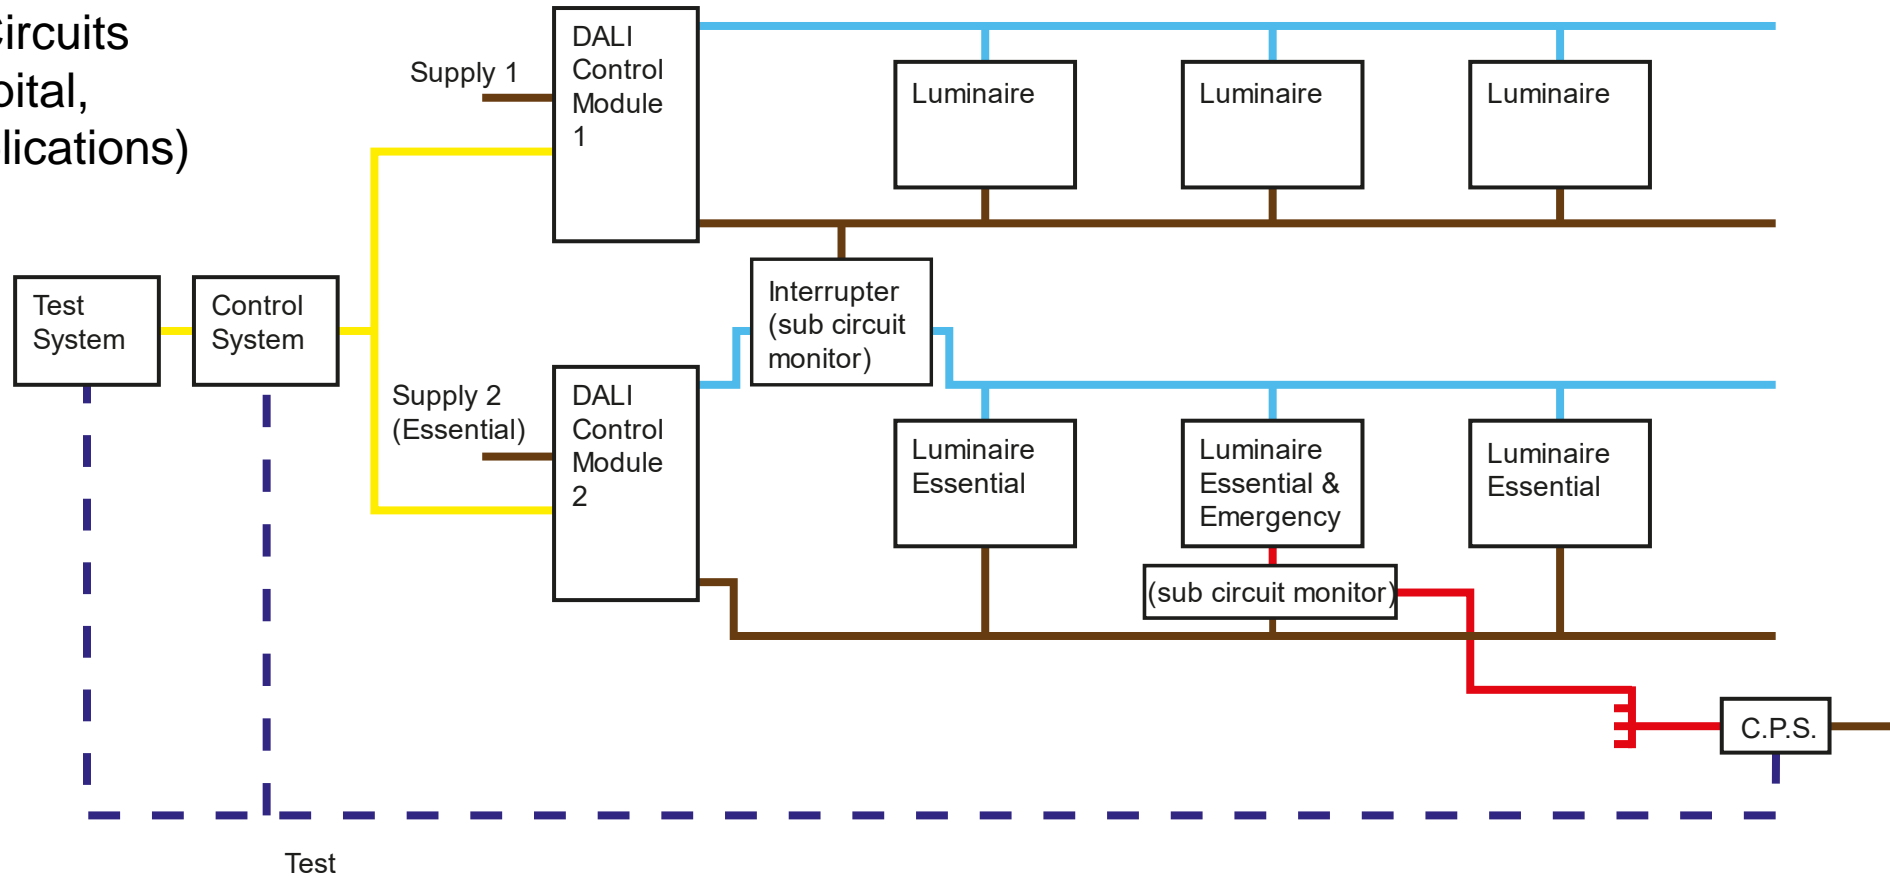 Circuits
pital,
lications)
Supply 1
DALI
Control
Module
1
Luminaire
Luminaire
Luminaire
Test
System
Control
System
Interrupter
(sub circuit
monitor)
Supply 2
(Essential)
DALI
Control
Module
2
Luminaire
Essential
Luminaire
Essential &
Emergency
Luminaire
Essential
(sub circuit monitor)
C.P.S.
Test